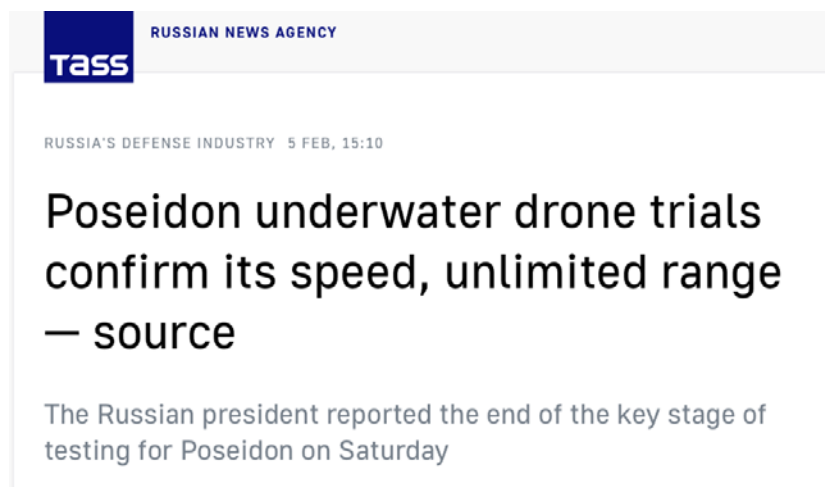 RUSSIAN NEWS AGENCY
TASS
RUSSIA'S DEFENSE INDUSTRY 5 FEB, 15:10
Poseidon underwater drone trials
confirm its speed, unlimited range
— source
The Russian president reported the end of the key stage of
testing for Poseidon on Saturday